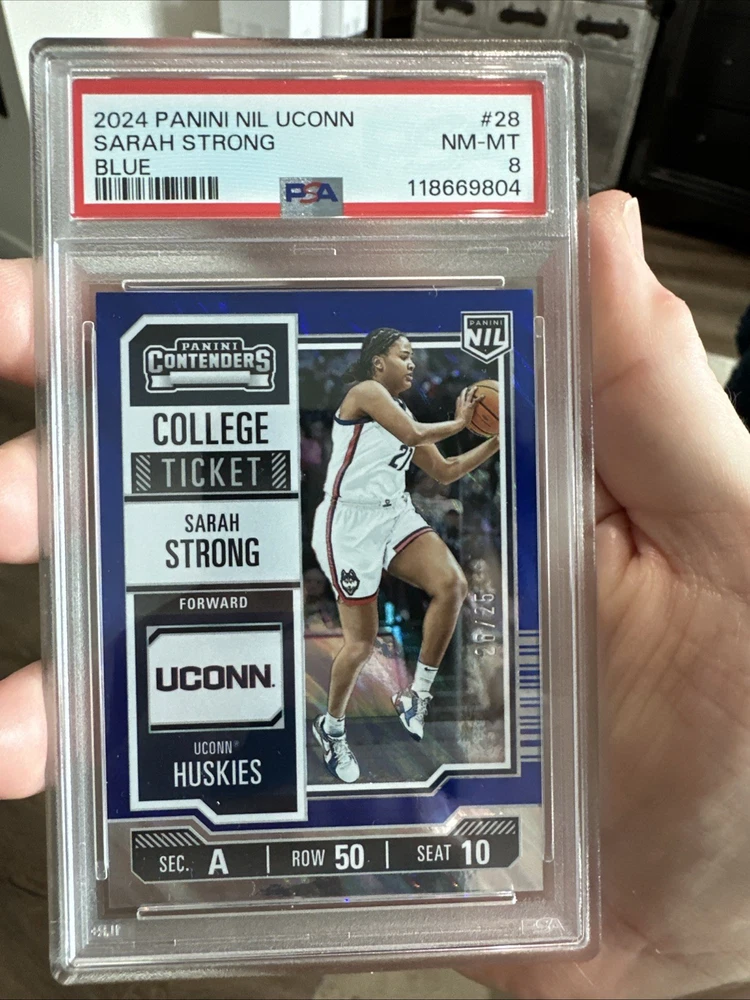 2024 PANINI NIL UCONN #28
SARAH STRONG NM-MT
BLUE 8
PSA 118669804
PANINI
CONTENDERS
PANINI
NIL
COLLEGE
TICKET
SARAH
STRONG
21
FORWARD
UCONN.
UCONN
HUSKIES
SEC. A ROW 50 SEAT 10